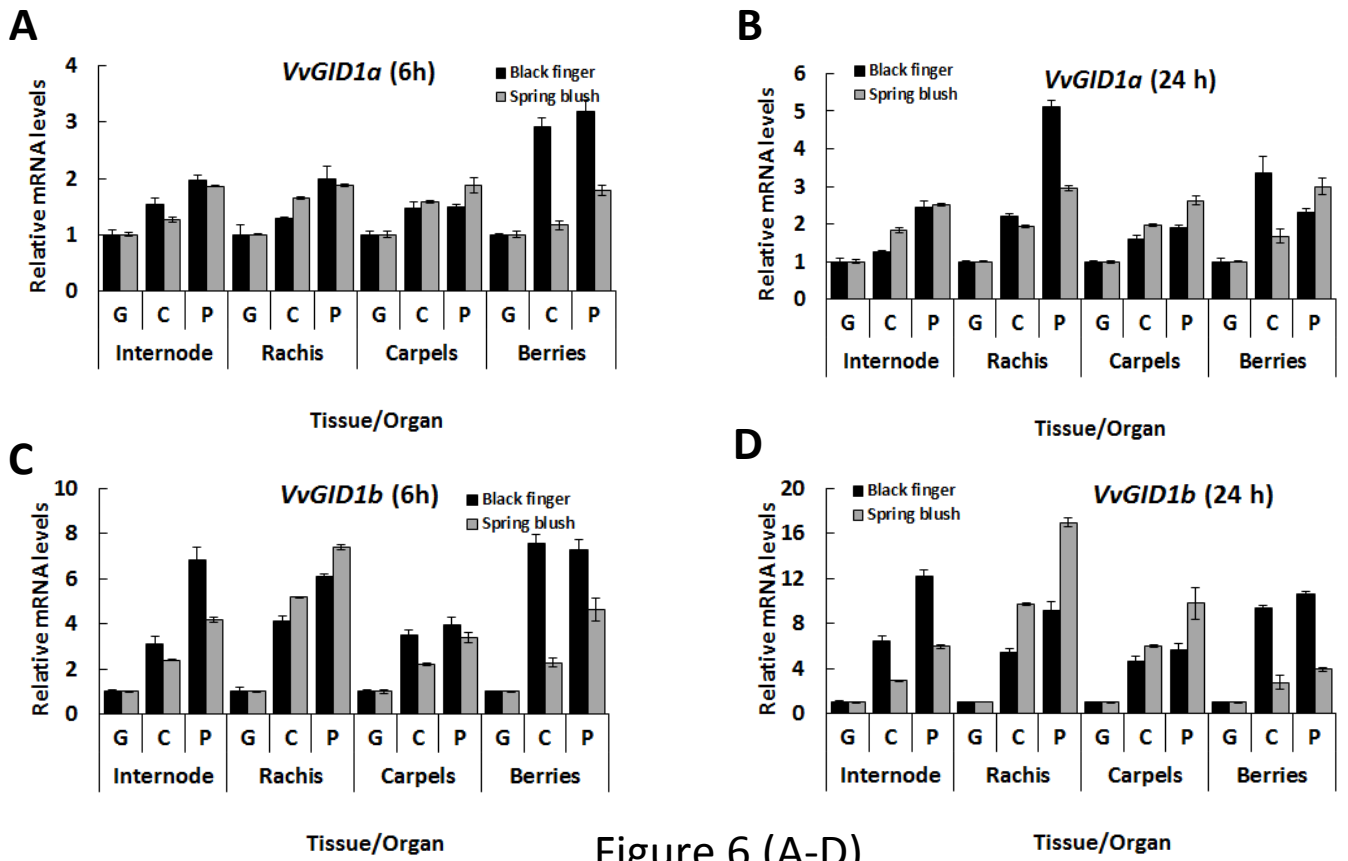 A
VvGID1a (6h)
Black finger
Spring blush
Relative mRNA levels
4
3
2
1
0
G C P G C P G C P G C P
Internode Rachis Carpels Berries
Tissue/Organ
B
VvGID1a (24 h)
Black finger
Spring blush
Relative mRNA levels
6
5
4
3
2
1
0
G C P G C P G C P G C P
Internode Rachis Carpels Berries
Tissue/Organ
C
VvGID1b (6h)
Black finger
Spring blush
Relative mRNA levels
10
8
6
4
2
0
G C P G C P G C P G C P
Internode Rachis Carpels Berries
Tissue/Organ
D
VvGID1b (24 h)
Black finger
Spring blush
Relative mRNA levels
20
16
12
8
4
0
G C P G C P G C P G C P
Internode Rachis Carpels Berries
Tissue/Organ
Figure 6 (A-D)